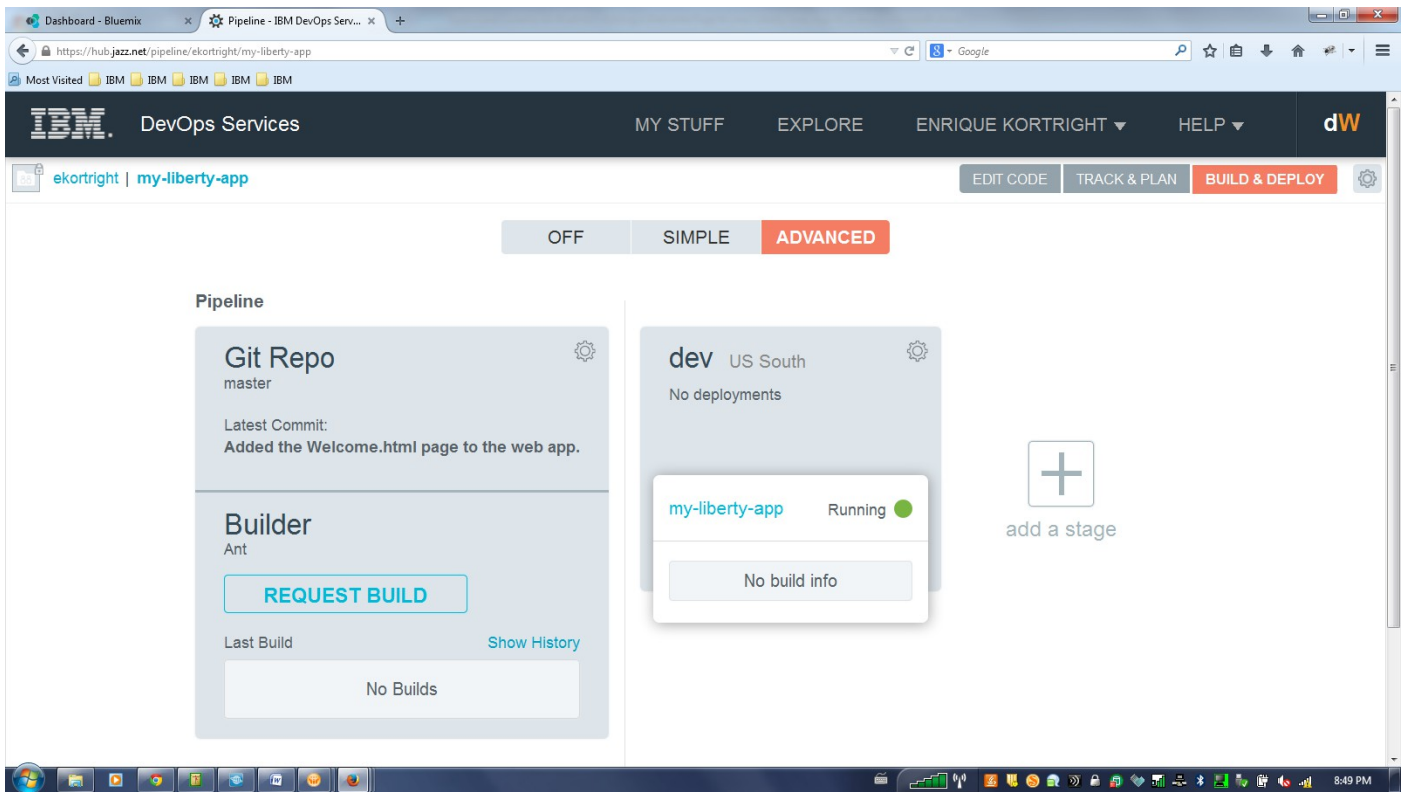 Dashboard - Bluemix
Pipeline - IBM DevOps Serv...
https://hub.jazz.net/pipeline/ekortright/my-liberty-app
Google
Most Visited IBM IBM IBM IBM IBM
IBM. DevOps Services MY STUFF EXPLORE ENRIQUE KORTRIGHT HELP dW
ekortright | my-liberty-app EDIT CODE TRACK & PLAN BUILD & DEPLOY
OFF SIMPLE ADVANCED
Pipeline
Git Repo
master
Latest Commit:
Added the Welcome.html page to the web app.
Builder
Ant
REQUEST BUILD
Last Build Show History
No Builds
dev US South
No deployments
my-liberty-app Running
No build info
add a stage
8:49 PM